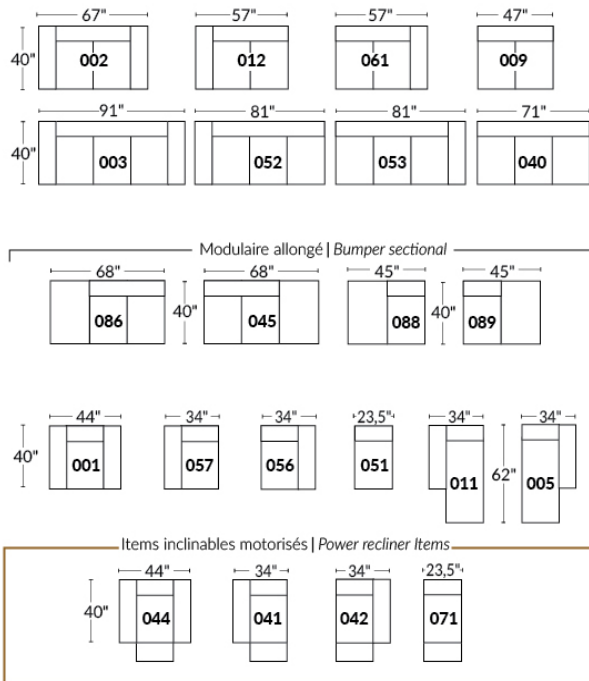 67" 57" 57" 47"
40" 002 012 061 009
91" 81" 81" 71"
40" 003 052 053 040
Modulaire allongé | Bumper sectional
68" 68" 45" 45"
086 40" 045 088 40" 089
44" 34" 34" 23,5" 34" 34"
40" 001 057 056 051 011 62" 005
Items inclinables motorisés | Power recliner Items
44" 34" 34" 23,5"
40" 044 041 042 071